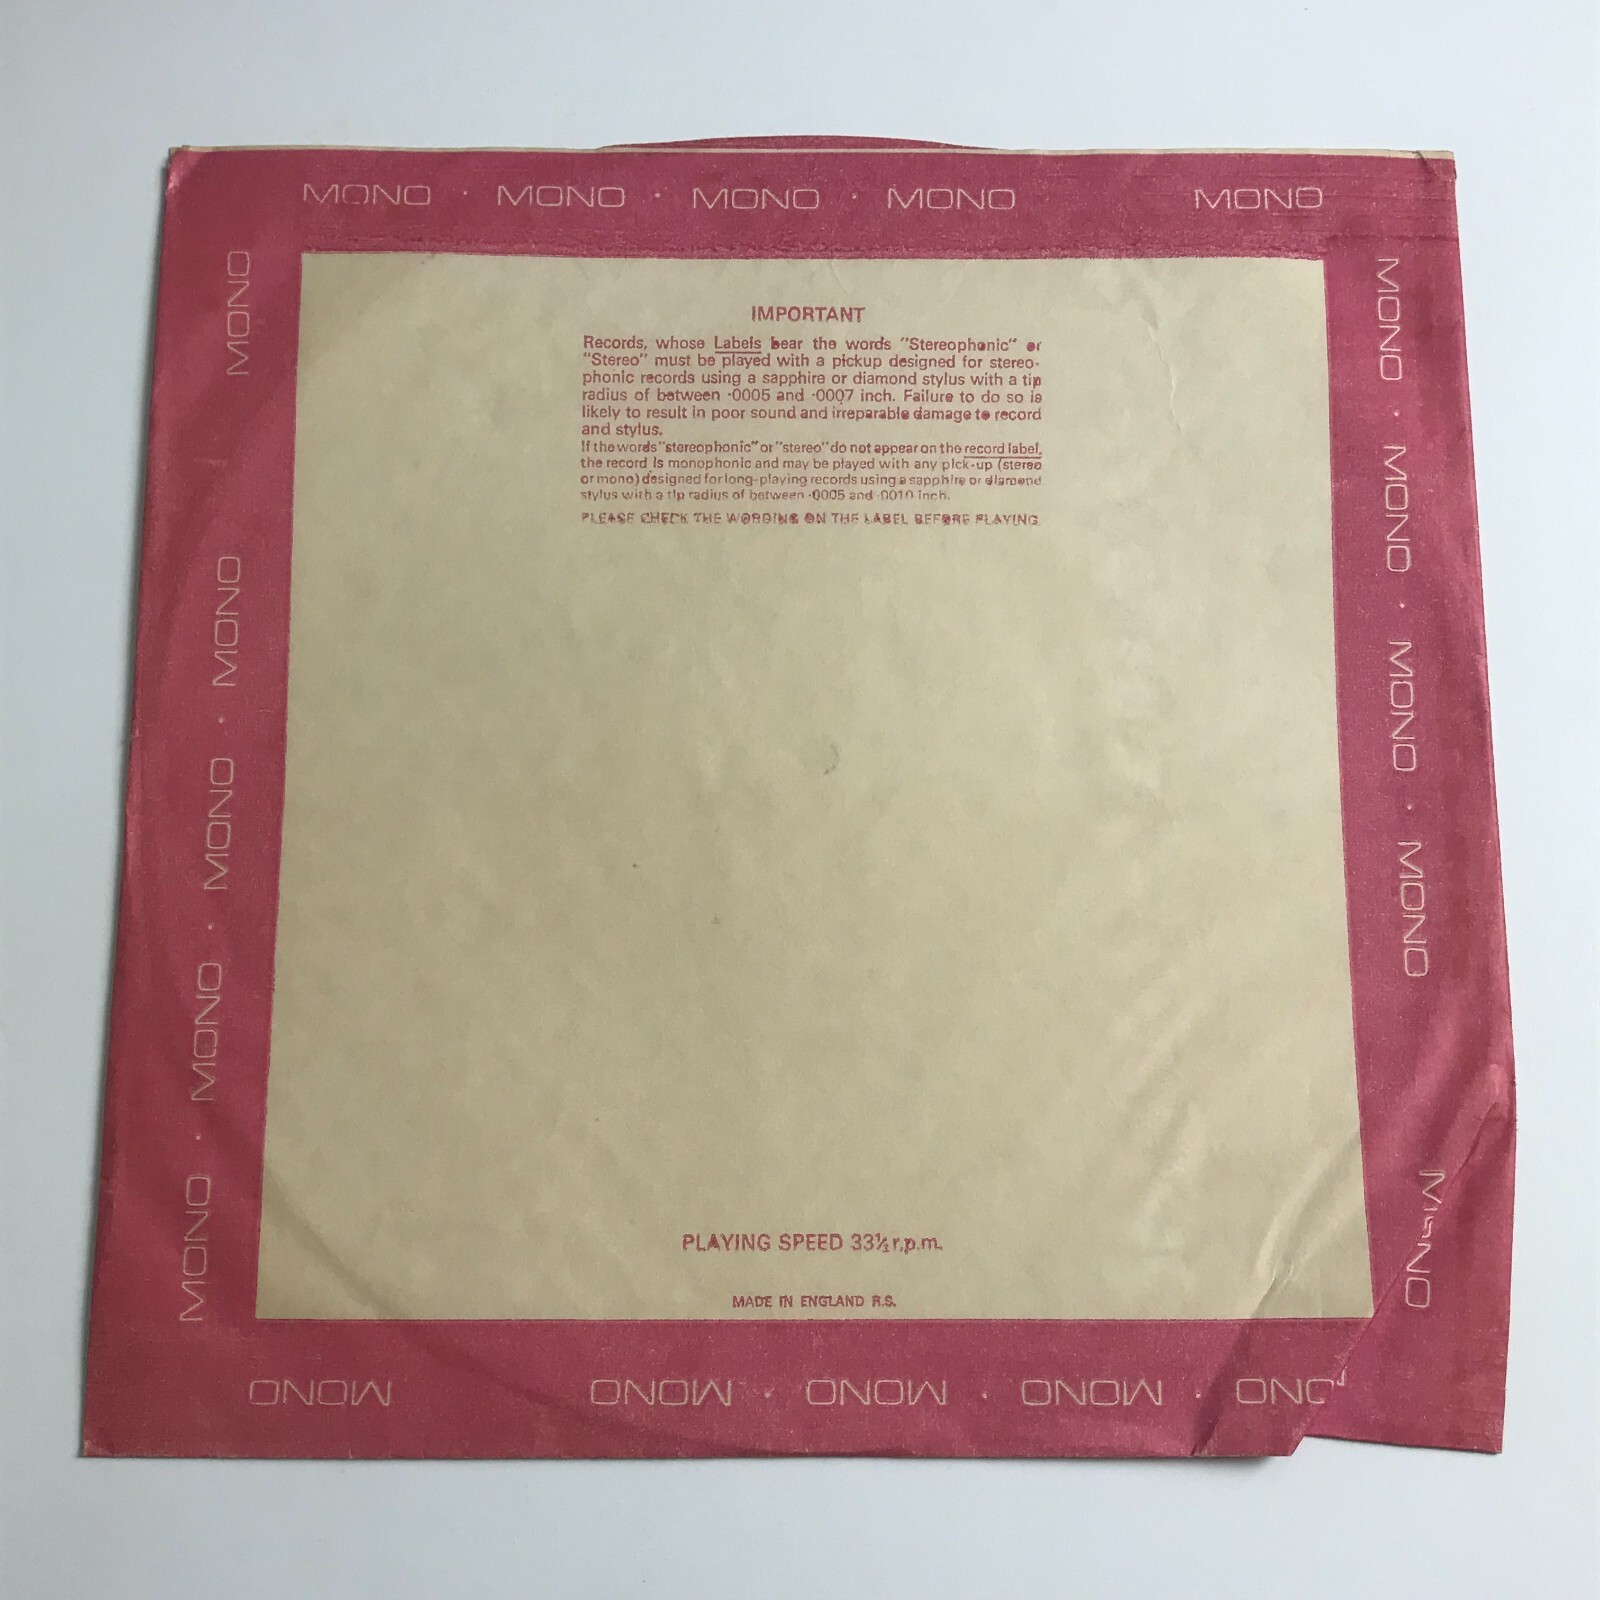 MONO · MONO · MONO · MONO MONO
MONO
MONO · MONO · MONO · MONO
MONO · MONO · MONO · MONO
MONO
IMPORTANT
Records, whose Labels bear the words "Stereophonic" or
"Stereo" must be played with a pickup designed for stereo-
phonic records using a sapphire or diamond stylus with a tip
radius of between ·0005 and ·0007 inch. Failure to do so is
likely to result in poor sound and irreparable damage to record
and stylus.
If the words "stereophonic" or "stereo" do not appear on the record label,
the record is monophonic and may be played with any pick-up (stereo
or mono) designed for long-playing records using a sapphire or diamond
stylus with a tip radius of between ·0005 and ·0010 inch.
PLEASE CHECK THE WORDING ON THE LABEL BEFORE PLAYING
PLAYING SPEED 33⅓ r.p.m.
MADE IN ENGLAND R.S.
MONO MONO · MONO · MONO · MONO